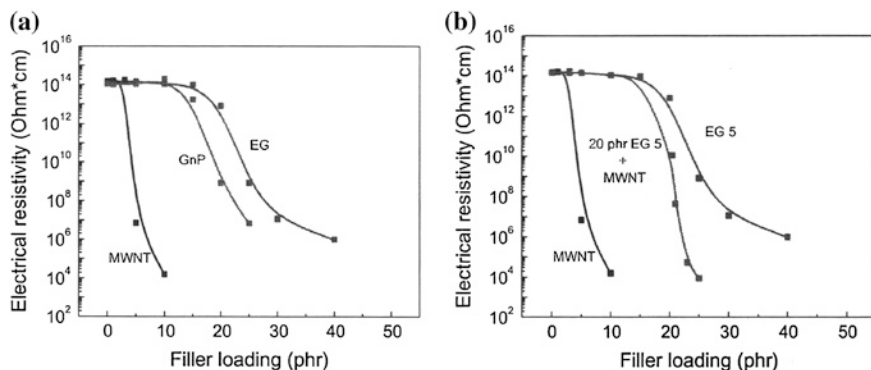 (a)
Electrical resistivity (Ohm*cm)
10^16
10^14
10^12
10^10
10^8
10^6
10^4
10^2
MWNT
GnP
EG
0 10 20 30 40 50
Filler loading (phr)
(b)
Electrical resistivity (Ohm*cm)
10^16
10^14
10^12
10^10
10^8
10^6
10^4
10^2
MWNT
20 phr EG 5
+
MWNT
EG 5
0 10 20 30 40 50
Filler loading (phr)